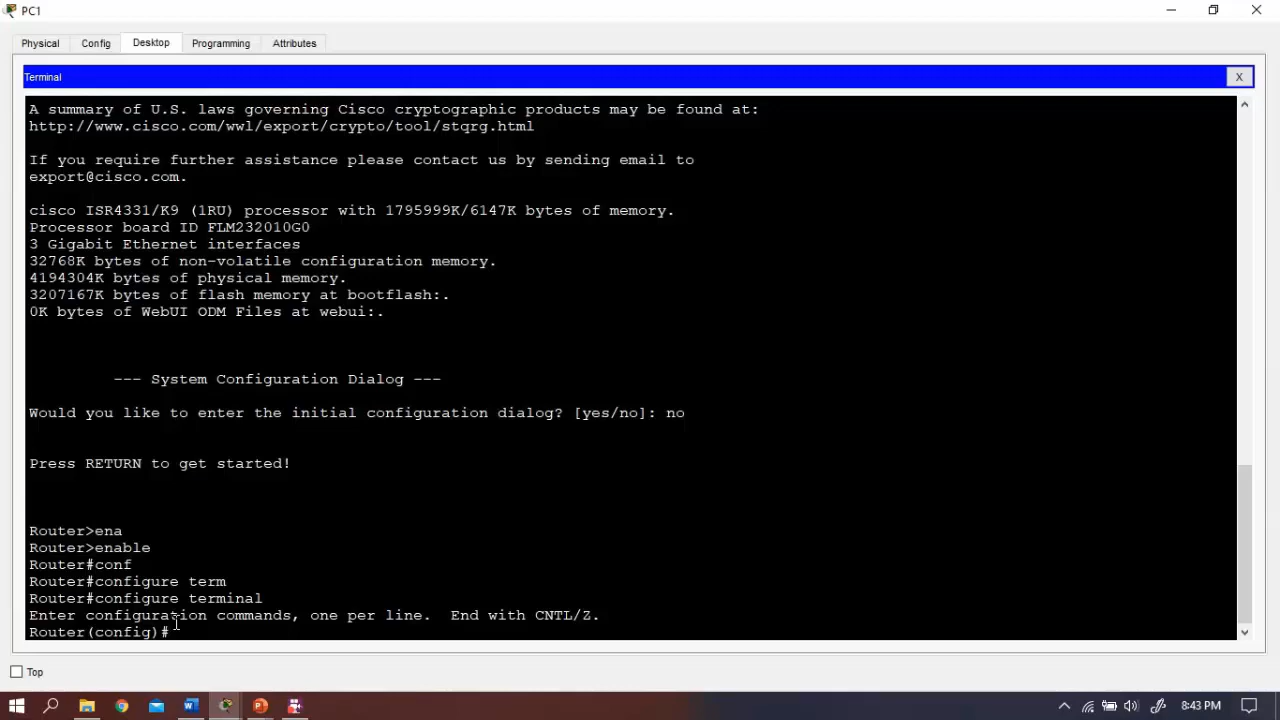 PC1
Physical Config Desktop Programming Attributes
Terminal X
A summary of U.S. laws governing Cisco cryptographic products may be found at:
http://www.cisco.com/wwl/export/crypto/tool/stqrg.html
If you require further assistance please contact us by sending email to
export@cisco.com.
cisco ISR4331/K9 (1RU) processor with 1795999K/6147K bytes of memory.
Processor board ID FLM232010G0
3 Gigabit Ethernet interfaces
32768K bytes of non-volatile configuration memory.
4194304K bytes of physical memory.
3207167K bytes of flash memory at bootflash:.
0K bytes of WebUI ODM Files at webui:.
--- System Configuration Dialog ---
Would you like to enter the initial configuration dialog? [yes/no]: no
Press RETURN to get started!
Router>ena
Router>enable
Router#conf
Router#configure term
Router#configure terminal
Enter configuration commands, one per line.  End with CNTL/Z.
Router(config)#
Top
8:43 PM